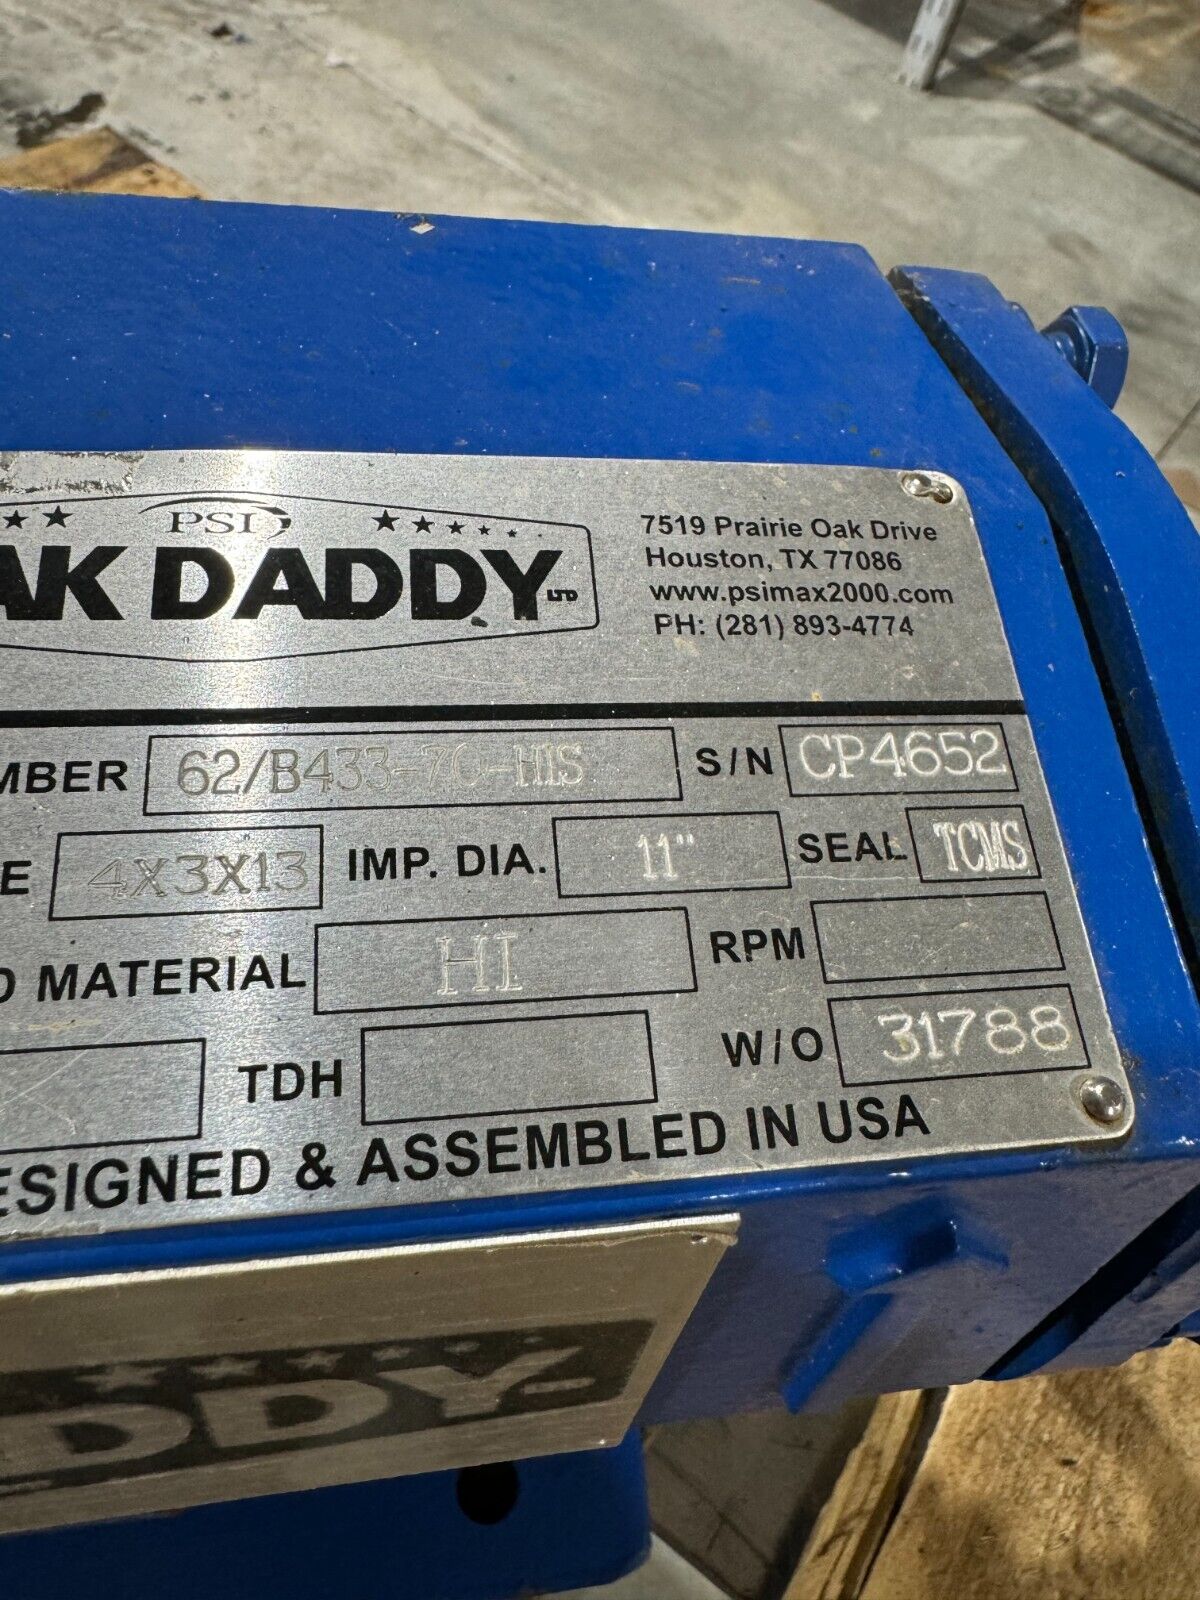 PSI
AK DADDY LTD
7519 Prairie Oak Drive
Houston, TX 77086
www.psimax2000.com
PH: (281) 893-4774
MBER 62/B433-70-HIS S/N CP4652
E 4X3X13 IMP. DIA. 11" SEAL TCMS
D MATERIAL HI RPM
TDH W/O 31788
ESIGNED & ASSEMBLED IN USA
DDY